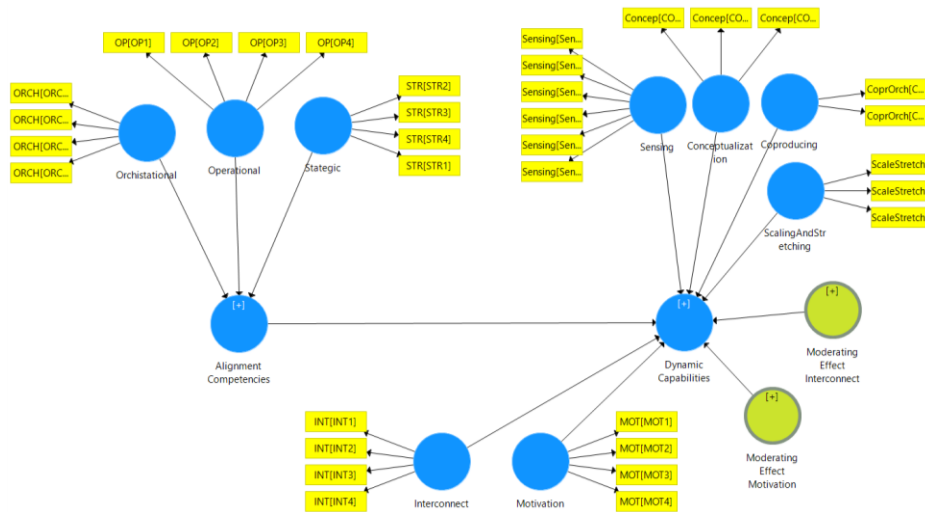 OP[OP1]
OP[OP2]
OP[OP3]
OP[OP4]
ORCH[ORC...
ORCH[ORC...
ORCH[ORC...
ORCH[ORC...
Orchistational
Operational
Stategic
STR[STR2]
STR[STR3]
STR[STR4]
STR[STR1]
Concep[CO...
Concep[CO...
Concep[CO...
Sensing[Sen...
Sensing[Sen...
Sensing[Sen...
Sensing[Sen...
Sensing[Sen...
Sensing[Sen...
Sensing
Conceptualizat
ion
Coproducing
CoprOrch[C...
CoprOrch[C...
ScaleStretch
ScaleStretch
ScaleStretch
ScalingAndStr
etching
[+]
Alignment
Competencies
[+]
Dynamic
Capabilities
[+]
Moderating
Effect
Interconnect
[+]
Moderating
Effect
Motivation
INT[INT1]
INT[INT2]
INT[INT3]
INT[INT4]
Interconnect
Motivation
MOT[MOT1]
MOT[MOT2]
MOT[MOT3]
MOT[MOT4]